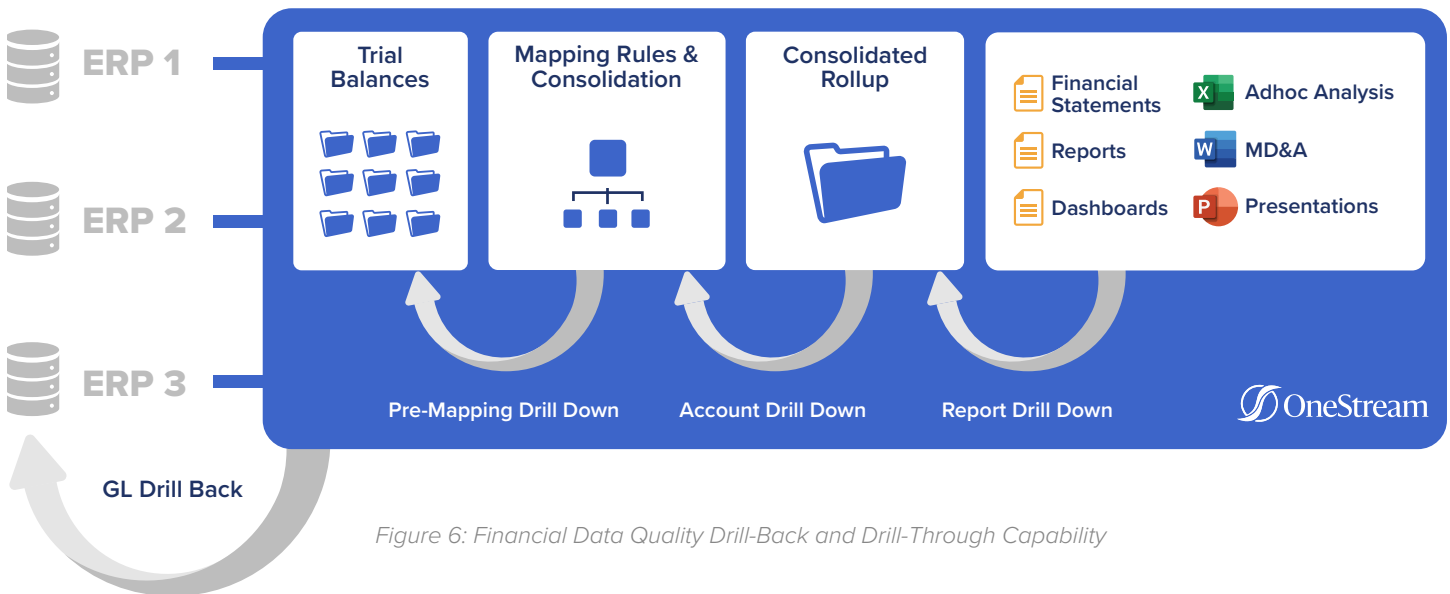 ERP 1
ERP 2
ERP 3
Trial
Balances
Mapping Rules &
Consolidation
Consolidated
Rollup
Financial
Statements
Reports
Dashboards
X
Adhoc Analysis
W
MD&A
P
Presentations
Pre-Mapping Drill Down
Account Drill Down
Report Drill Down
OneStream
GL Drill Back
Figure 6: Financial Data Quality Drill-Back and Drill-Through Capability